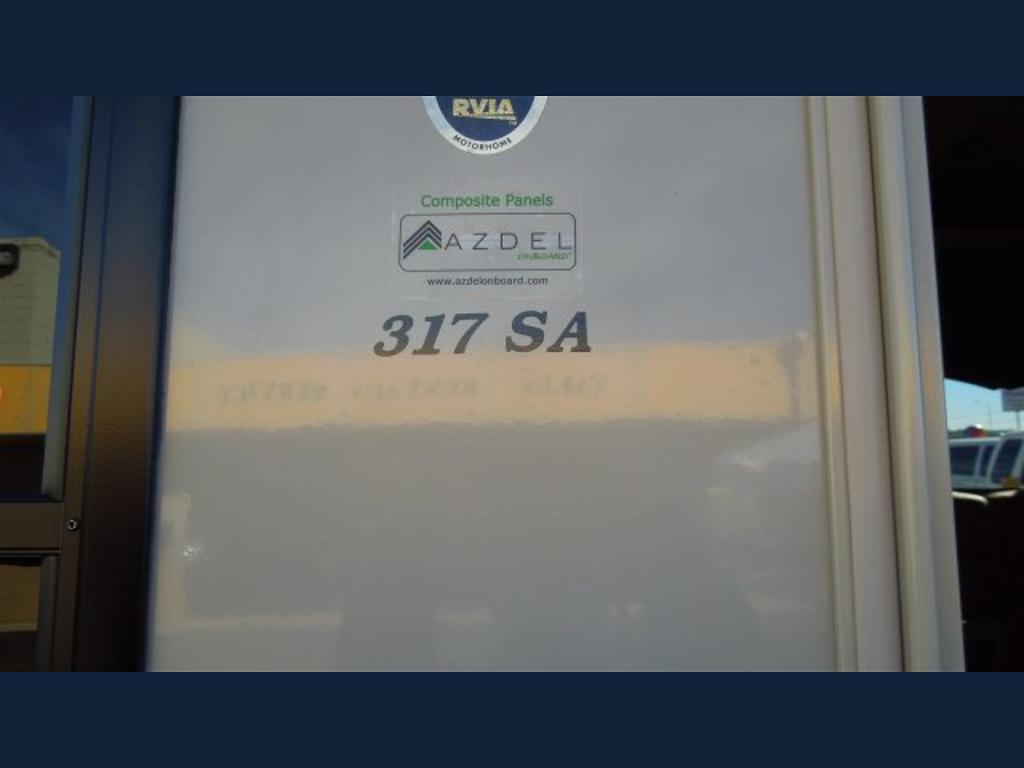 RVIA
MOTORHOME
Composite Panels
AZDEL
ONBOARD
www.azdelonboard.com
317 SA